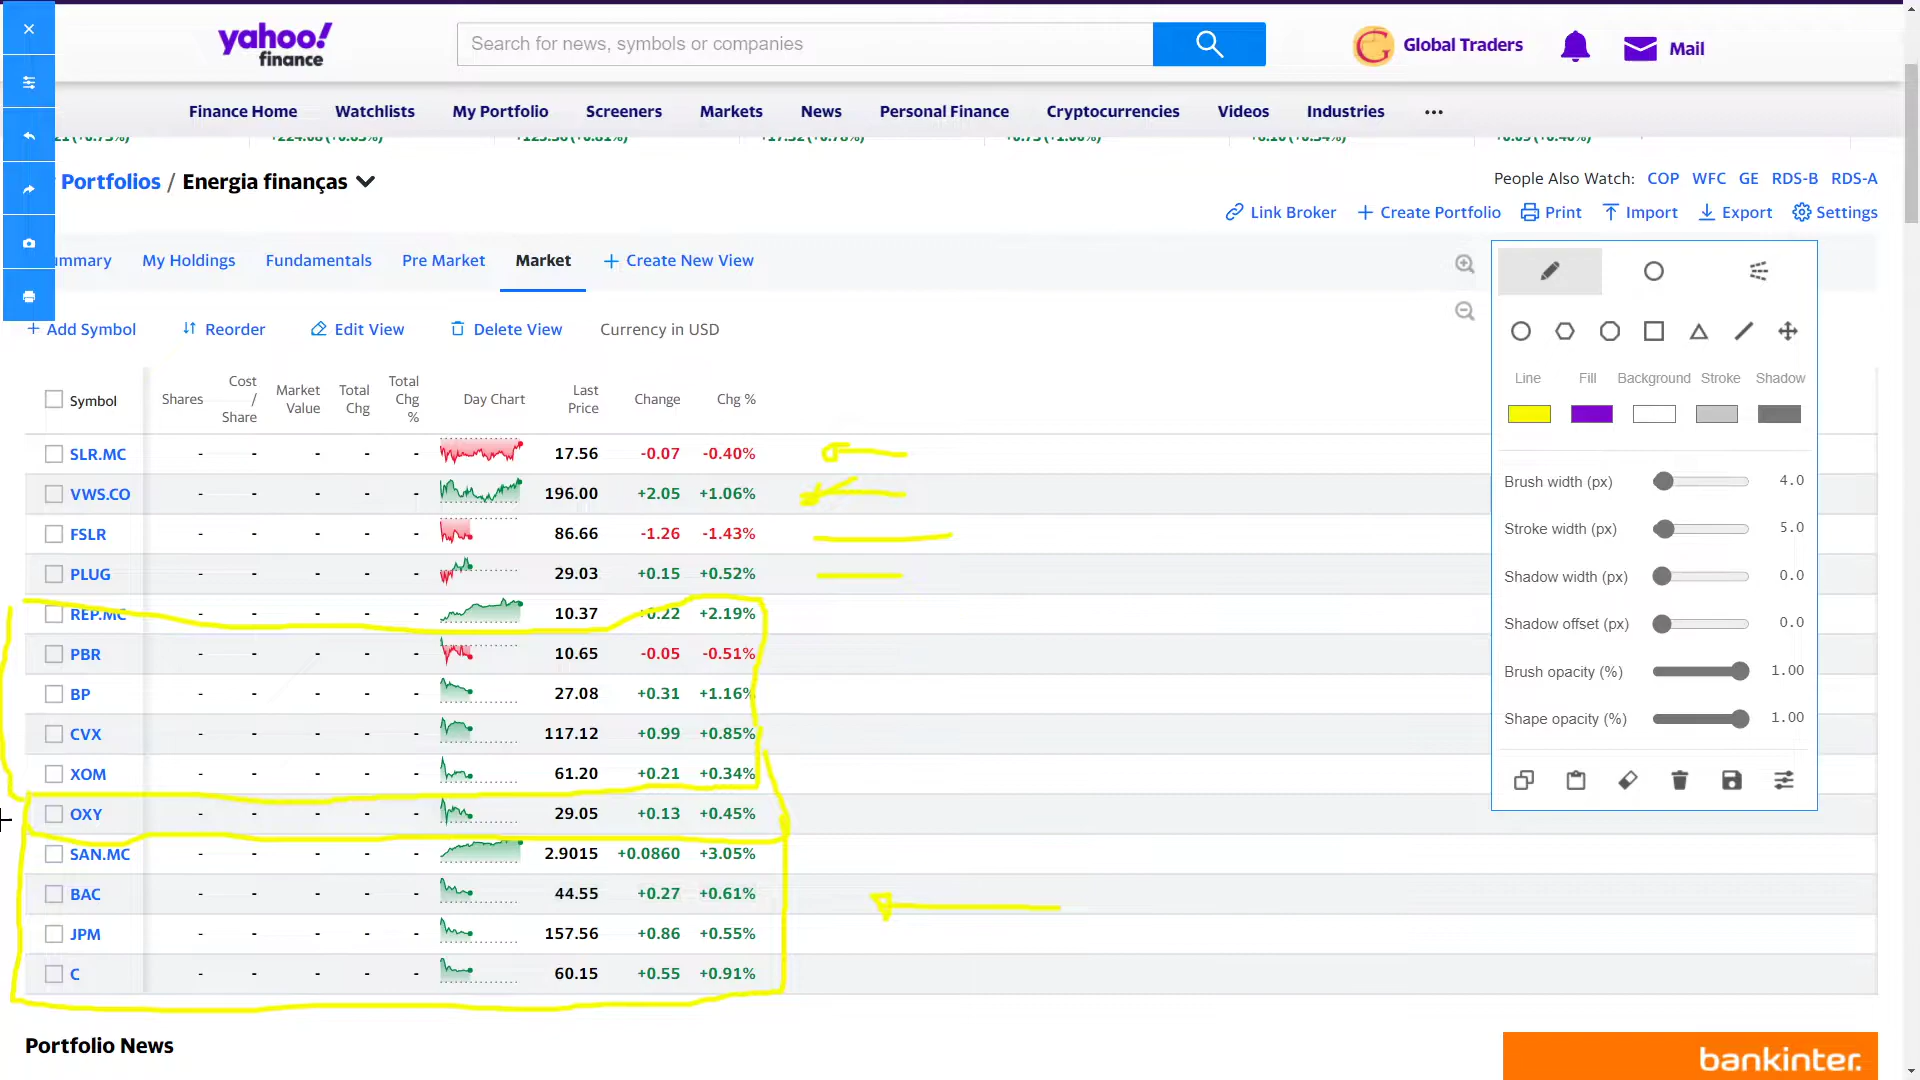 yahoo!
finance
Search for news, symbols or companies
Global Traders
Mail
Finance Home Watchlists My Portfolio Screeners Markets News Personal Finance Cryptocurrencies Videos Industries ...
Portfolios / Energia finanças
People Also Watch: COP WFC GE RDS-B RDS-A
Link Broker + Create Portfolio Print Import Export Settings
ummary My Holdings Fundamentals Pre Market Market + Create New View
+ Add Symbol Reorder Edit View Delete View Currency in USD
Symbol Shares Cost / Share Market Value Total Chg Total Chg % Day Chart Last Price Change Chg %
SLR.MC - - - - - 17.56 -0.07 -0.40%
VWS.CO - - - - - 196.00 +2.05 +1.06%
FSLR - - - - - 86.66 -1.26 -1.43%
PLUG - - - - - 29.03 +0.15 +0.52%
REP.MC - - - - - 10.37 +0.22 +2.19%
PBR - - - - - 10.65 -0.05 -0.51%
BP - - - - - 27.08 +0.31 +1.16%
CVX - - - - - 117.12 +0.99 +0.85%
XOM - - - - - 61.20 +0.21 +0.34%
OXY - - - - - 29.05 +0.13 +0.45%
SAN.MC - - - - - 2.9015 +0.0860 +3.05%
BAC - - - - - 44.55 +0.27 +0.61%
JPM - - - - - 157.56 +0.86 +0.55%
C - - - - - 60.15 +0.55 +0.91%
Line Fill Background Stroke Shadow
Brush width (px) 4.0
Stroke width (px) 5.0
Shadow width (px) 0.0
Shadow offset (px) 0.0
Brush opacity (%) 1.00
Shape opacity (%) 1.00
Portfolio News
bankinter.